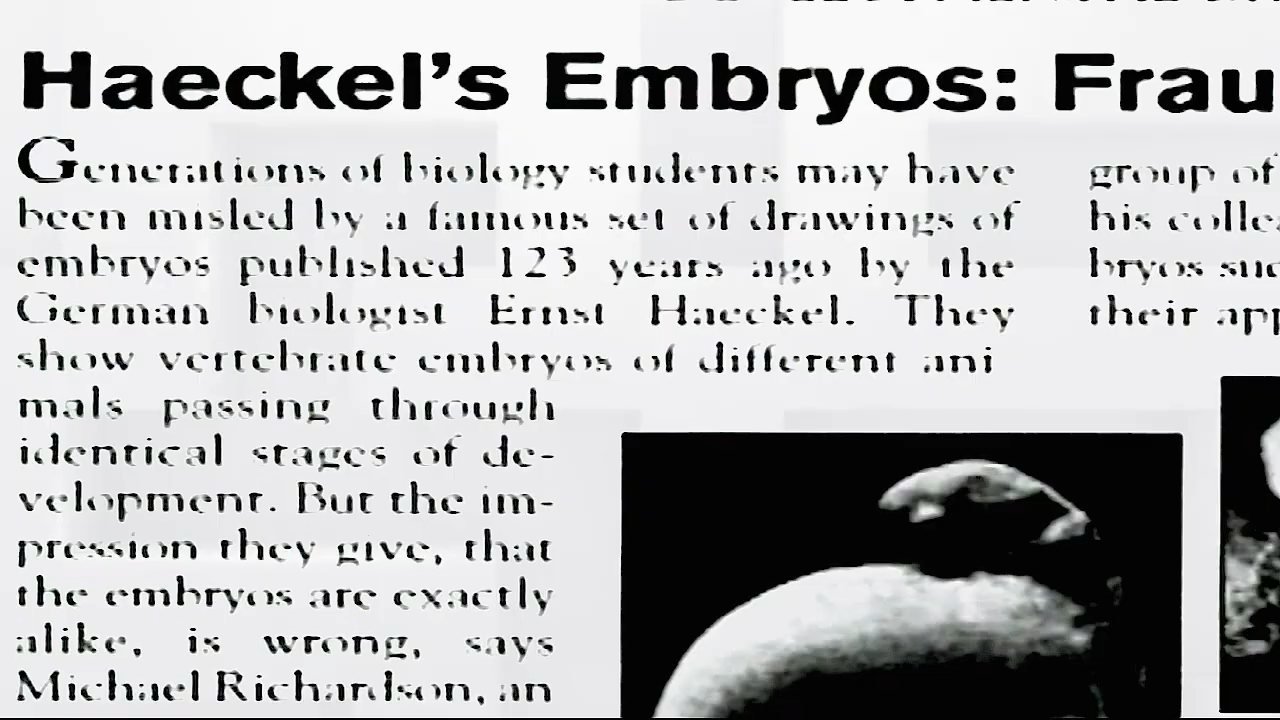 Haeckel's Embryos: Frau
Generations of biology students may have
been misled by a famous set of drawings of
embryos published 123 years ago by the
German biologist Ernst Haeckel. They
show vertebrate embryos of different ani
mals passing through
identical stages of de-
velopment. But the im-
pression they give, that
the embryos are exactly
alike, is wrong, says
Michael Richardson, an
group of
his collea
bryos suc
their app